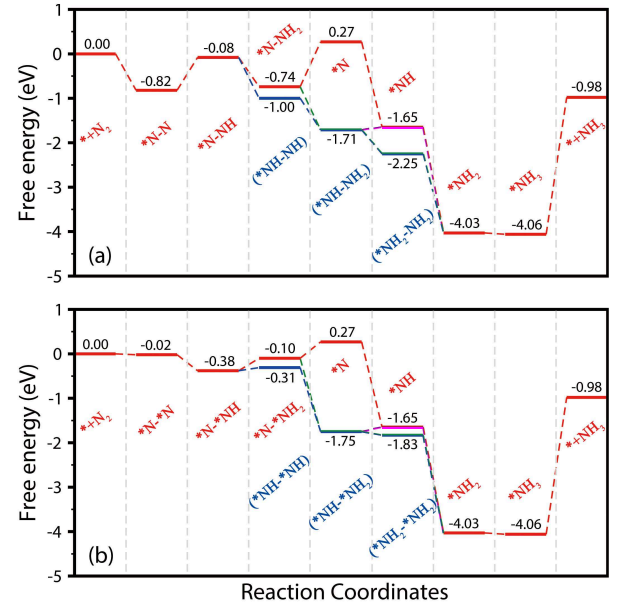 1
0
-1
-2
-3
-4
-5
Free energy (eV)
0.00
-0.82
-0.08
-0.74
-1.00
0.27
-1.71
-1.65
-2.25
-4.03
-4.06
-0.98
*+N₂
*N-N
*N-NH
*N-NH₂
(*NH-NH)
*N
(*NH-NH₂)
*NH
(*NH₂-NH₂)
*NH₂
*NH₃
*+NH₃
(a)
1
0
-1
-2
-3
-4
-5
Free energy (eV)
0.00
-0.02
-0.38
-0.10
-0.31
0.27
-1.75
-1.65
-1.83
-4.03
-4.06
-0.98
*+N₂
*N-*N
*N-*NH
*N-*NH₂
(*NH-*NH)
*N
(*NH-*NH₂)
*NH
(*NH₂-*NH₂)
*NH₂
*NH₃
*+NH₃
(b)
Reaction Coordinates